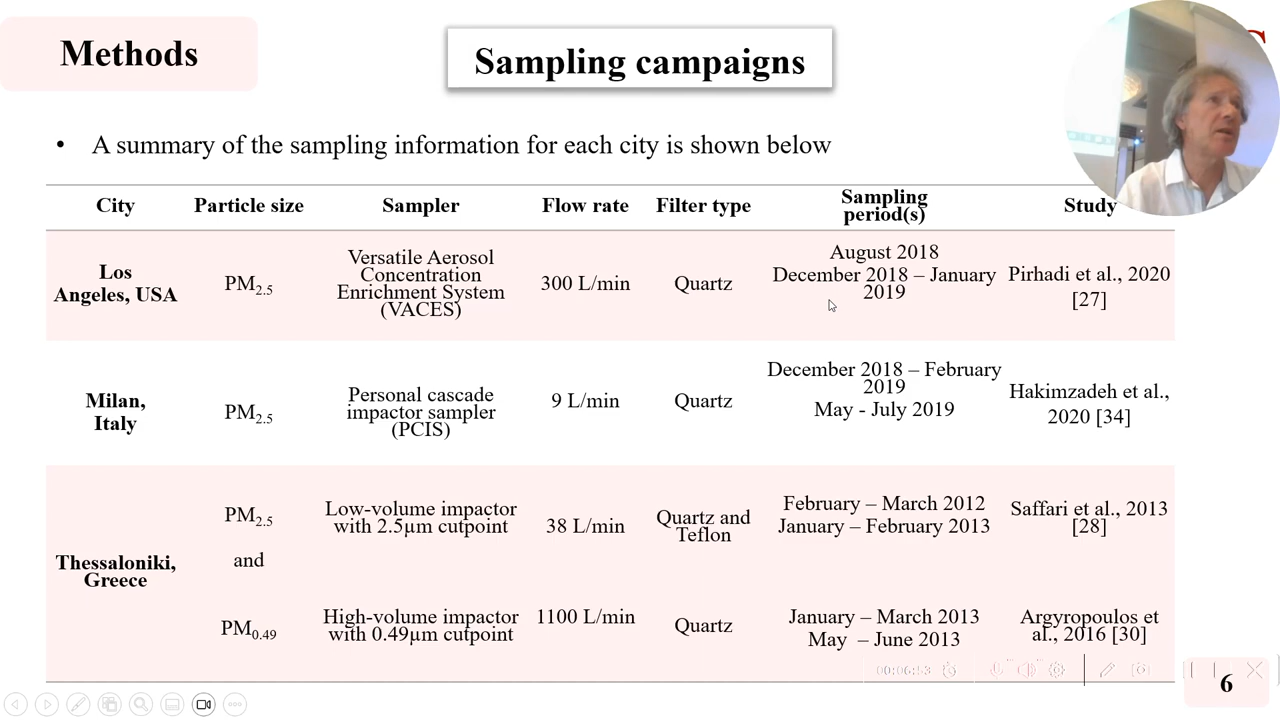 Methods
Sampling campaigns
• A summary of the sampling information for each city is shown below
City Particle size Sampler Flow rate Filter type Sampling period(s) Study
Los Angeles, USA
PM2.5
Versatile Aerosol
Concentration
Enrichment System
(VACES)
300 L/min
Quartz
August 2018
December 2018 – January
2019
Pirhadi et al., 2020
[27]
Milan,
Italy
PM2.5
Personal cascade
impactor sampler
(PCIS)
9 L/min
Quartz
December 2018 – February
2019
May - July 2019
Hakimzadeh et al.,
2020 [34]
Thessaloniki,
Greece
PM2.5
and
PM0.49
Low-volume impactor
with 2.5µm cutpoint
38 L/min
Quartz and
Teflon
February – March 2012
January – February 2013
Saffari et al., 2013
[28]
High-volume impactor
with 0.49µm cutpoint
1100 L/min
Quartz
January – March 2013
May – June 2013
Argyropoulos et
al., 2016 [30]
00:06:53
6